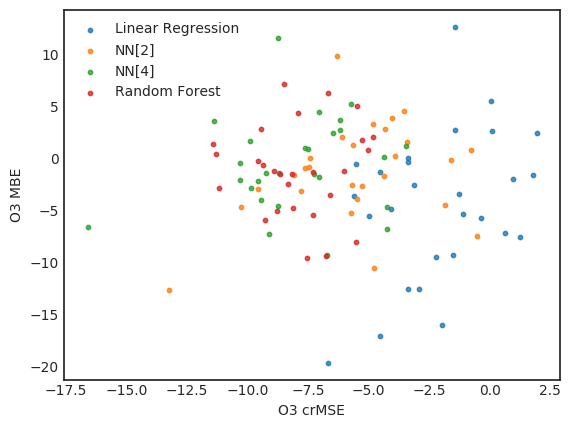 Linear Regression
NN[2]
NN[4]
Random Forest
10
5
0
−5
−10
−15
−20
O3 MBE
−17.5 −15.0 −12.5 −10.0 −7.5 −5.0 −2.5 0.0 2.5
O3 crMSE